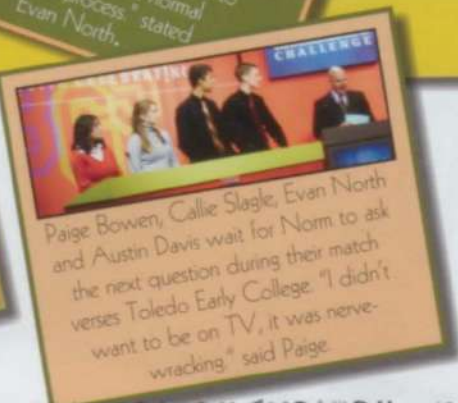 normal
process." stated
Evan North.
CHALLENGE
Paige Bowen, Callie Slagle, Evan North
and Austin Davis wait for Norm to ask
the next question during their match
verses Toledo Early College. "I didn't
want to be on TV, it was nerve-
wracking," said Paige